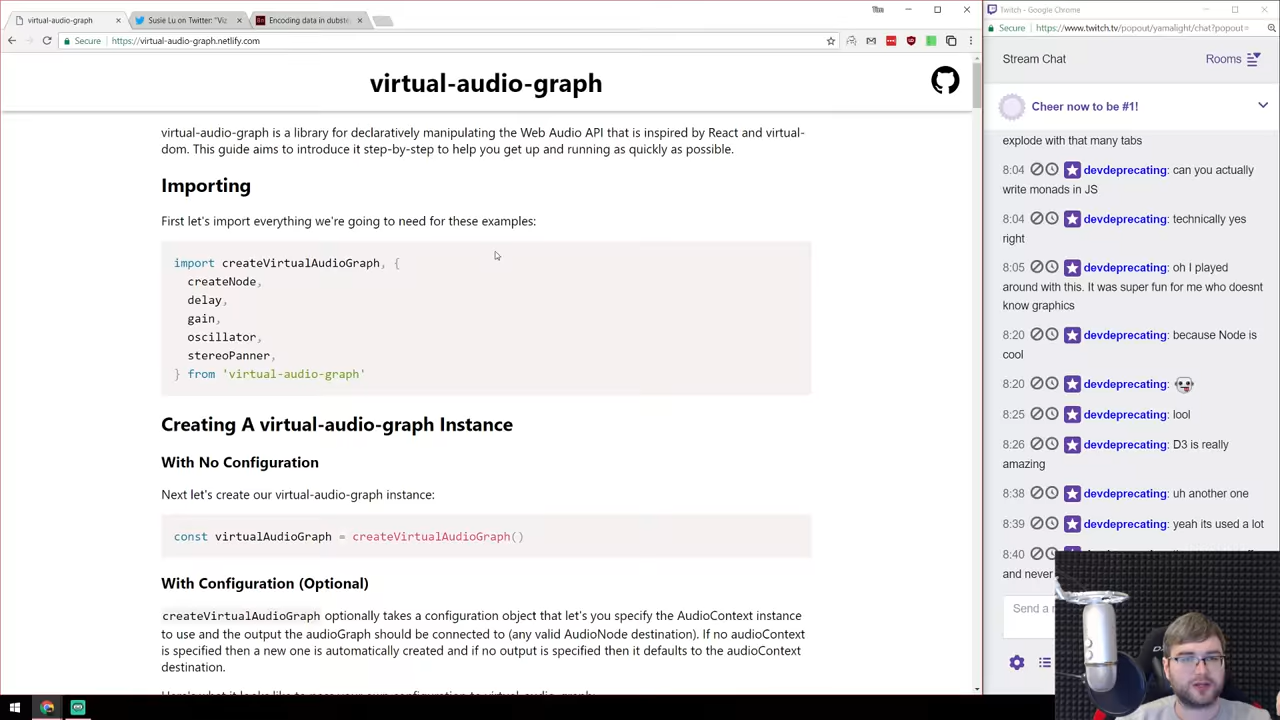 virtual-audio-graph
Susie Lu on Twitter: "Viz
Encoding data in dubste
Tim
Secure
https://virtual-audio-graph.netlify.com
virtual-audio-graph
virtual-audio-graph is a library for declaratively manipulating the Web Audio API that is inspired by React and virtual-
dom. This guide aims to introduce it step-by-step to help you get up and running as quickly as possible.
Importing
First let's import everything we're going to need for these examples:
import createVirtualAudioGraph, {
createNode,
delay,
gain,
oscillator,
stereoPanner,
} from 'virtual-audio-graph'
Creating A virtual-audio-graph Instance
With No Configuration
Next let's create our virtual-audio-graph instance:
const virtualAudioGraph = createVirtualAudioGraph()
With Configuration (Optional)
createVirtualAudioGraph optionally takes a configuration object that let's you specify the AudioContext instance
to use and the output the audioGraph should be connected to (any valid AudioNode destination). If no audioContext
is specified then a new one is automatically created and if no output is specified then it defaults to the audioContext
destination.
Twitch - Google Chrome
Secure
https://www.twitch.tv/popout/yamalight/chat?popout=
Stream Chat
Rooms
Cheer now to be #1!
explode with that many tabs
8:04 devdeprecating: can you actually
write monads in JS
8:04 devdeprecating: technically yes
right
8:05 devdeprecating: oh I played
around with this. It was super fun for me who doesnt
know graphics
8:20 devdeprecating: because Node is
cool
8:20 devdeprecating:
8:25 devdeprecating: lool
8:26 devdeprecating: D3 is really
amazing
8:38 devdeprecating: uh another one
8:39 devdeprecating: yeah its used a lot
8:40
and never
Send a